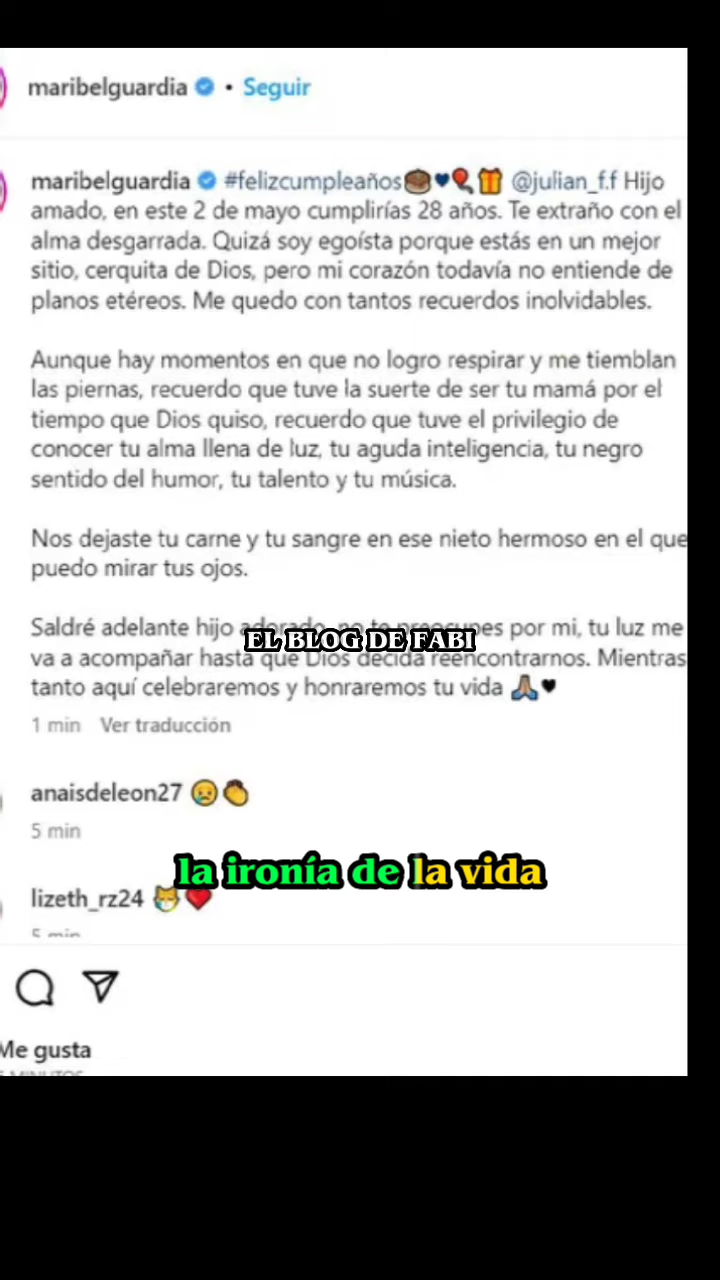 maribelguardia • Seguir
maribelguardia #felizcumpleaños @julian_f.f Hijo
amado, en este 2 de mayo cumplirías 28 años. Te extraño con el
alma desgarrada. Quizá soy egoísta porque estás en un mejor
sitio, cerquita de Dios, pero mi corazón todavía no entiende de
planos etéreos. Me quedo con tantos recuerdos inolvidables.
Aunque hay momentos en que no logro respirar y me tiemblan
las piernas, recuerdo que tuve la suerte de ser tu mamá por el
tiempo que Dios quiso, recuerdo que tuve el privilegio de
conocer tu alma llena de luz, tu aguda inteligencia, tu negro
sentido del humor, tu talento y tu música.
Nos dejaste tu carne y tu sangre en ese nieto hermoso en el que
puedo mirar tus ojos.
Saldré adelante hijo adorado, no te preocupes por mi, tu luz me
EL BLOG DE FABI
va a acompañar hasta que Dios decida reencontrarnos. Mientras
tanto aquí celebraremos y honraremos tu vida
1 min Ver traducción
anaisdeleon27
5 min
la ironía de la vida
lizeth_rz24
5 min
Me gusta
MINUTOS